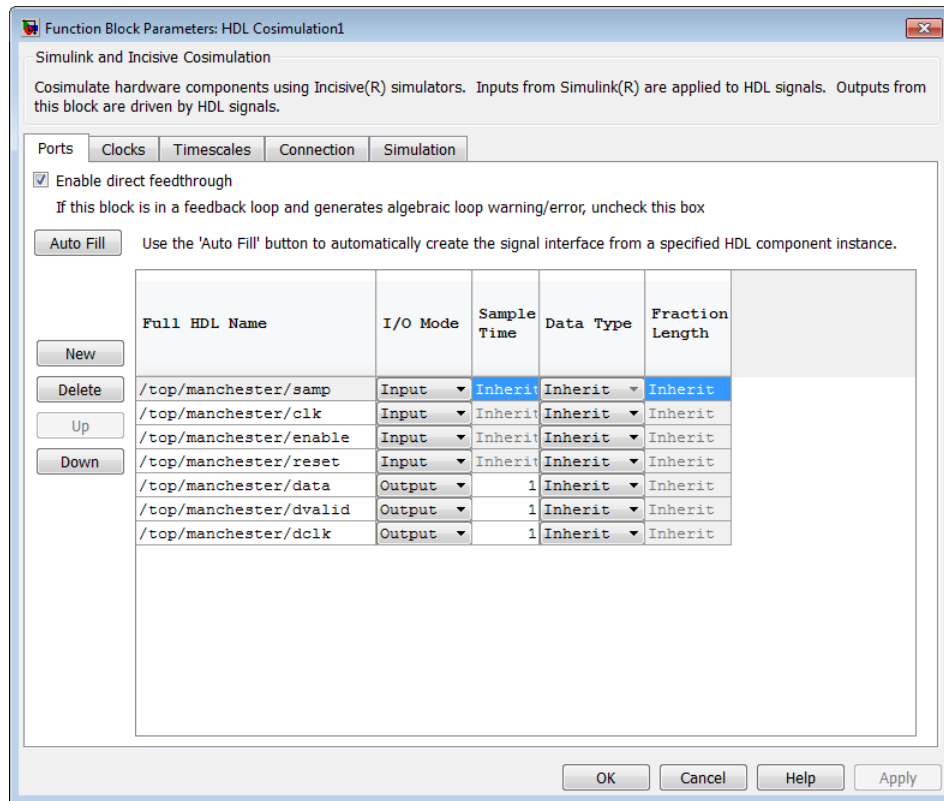 Function Block Parameters: HDL Cosimulation1
Simulink and Incisive Cosimulation
Cosimulate hardware components using Incisive(R) simulators. Inputs from Simulink(R) are applied to HDL signals. Outputs from
this block are driven by HDL signals.
Ports Clocks Timescales Connection Simulation
Enable direct feedthrough
If this block is in a feedback loop and generates algebraic loop warning/error, uncheck this box
Auto Fill Use the 'Auto Fill' button to automatically create the signal interface from a specified HDL component instance.
Full HDL Name I/O Mode Sample Time Data Type Fraction Length
New
Delete /top/manchester/samp Input Inherit Inherit Inherit
/top/manchester/clk Input Inherit Inherit Inherit
Up /top/manchester/enable Input Inherit Inherit Inherit
Down /top/manchester/reset Input Inherit Inherit Inherit
/top/manchester/data Output 1 Inherit Inherit
/top/manchester/dvalid Output 1 Inherit Inherit
/top/manchester/dclk Output 1 Inherit Inherit
OK Cancel Help Apply